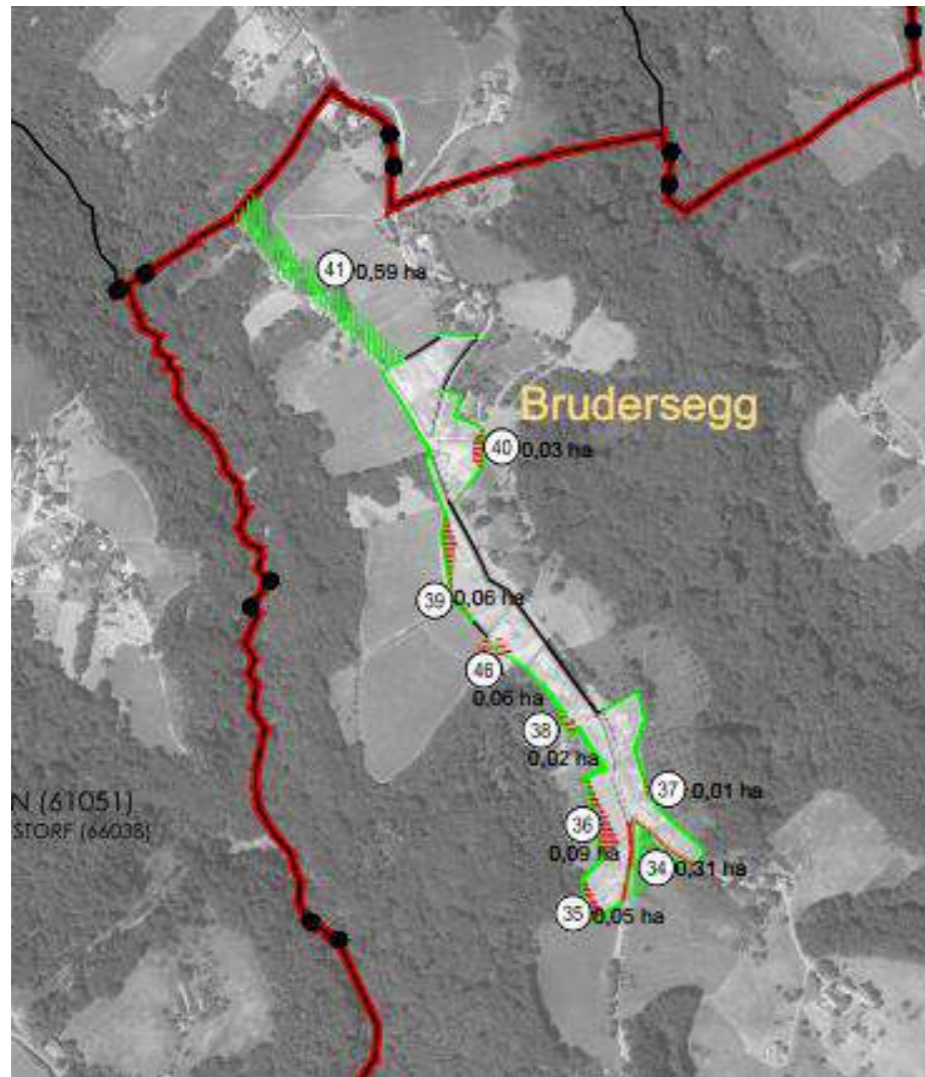 41 0,59 ha
Brudersegg
40 0,03 ha
39 0,06 ha
46
0,06 ha
38
0,02 ha
37 0,01 ha
N (61051)
STORF (66038)
36
0,09 ha
34 0,31 ha
35 0,05 ha